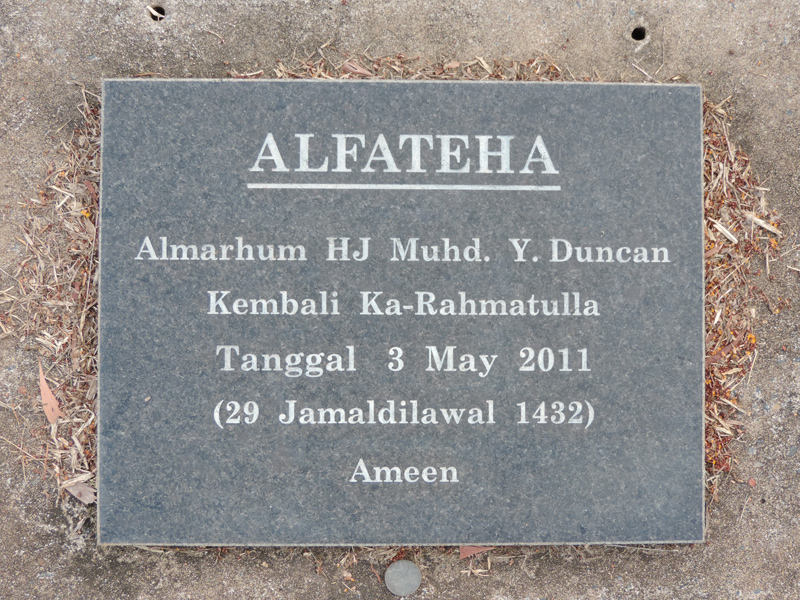 ALFATEHA
Almarhum HJ Muhd. Y. Duncan
Kembali Ka-Rahmatulla
Tanggal 3 May 2011
(29 Jamaldilawal 1432)
Ameen